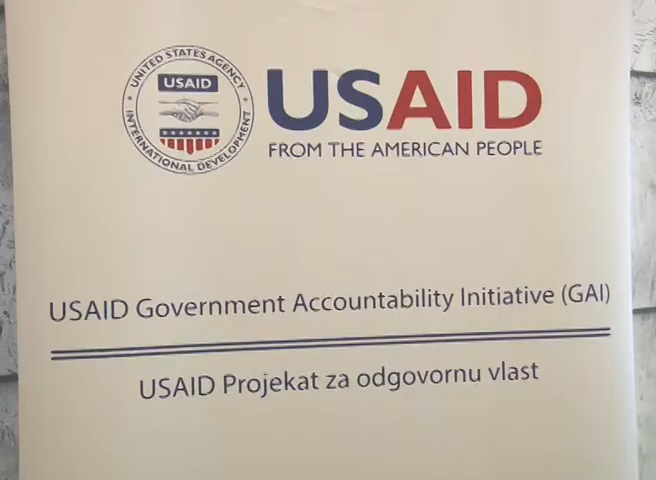 UNITED STATES AGENCY
USAID
INTERNATIONAL DEVELOPMENT
USAID
FROM THE AMERICAN PEOPLE
USAID Government Accountability Initiative (GAI)
USAID Projekat za odgovornu vlast